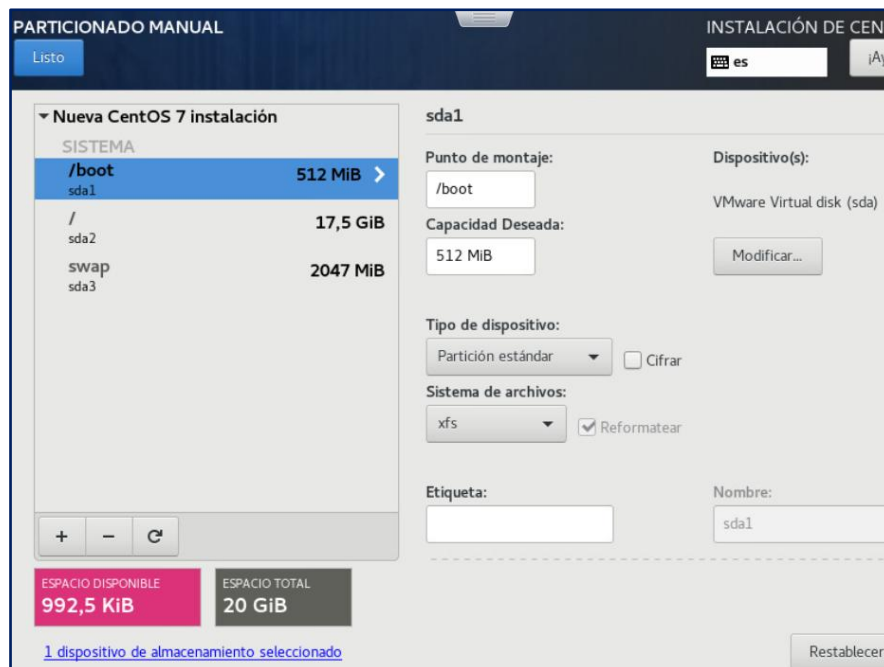 PARTICIONADO MANUAL
INSTALACIÓN DE CEN
Listo
es
¡Ay
Nueva CentOS 7 instalación
SISTEMA
/boot
512 MiB
sda1
/
17,5 GiB
sda2
swap
2047 MiB
sda3
+ −
ESPACIO DISPONIBLE
992,5 KiB
ESPACIO TOTAL
20 GiB
1 dispositivo de almacenamiento seleccionado
sda1
Punto de montaje:
/boot
Capacidad Deseada:
512 MiB
Dispositivo(s):
VMware Virtual disk (sda)
Modificar...
Tipo de dispositivo:
Partición estándar
Cifrar
Sistema de archivos:
xfs
Reformatear
Etiqueta:
Nombre:
sda1
Restablecer